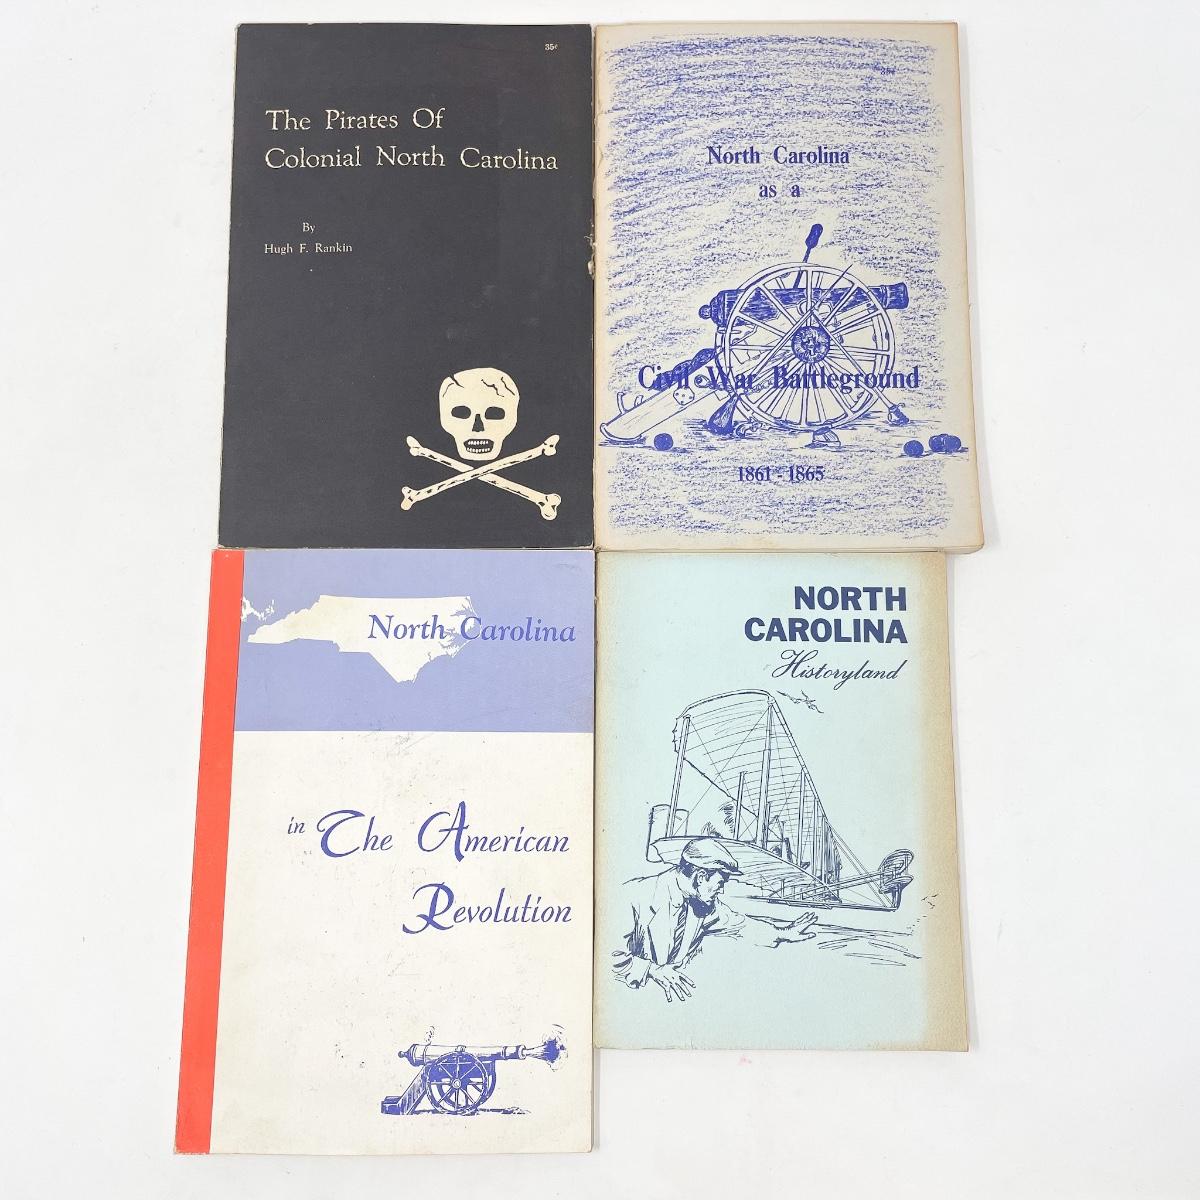 35¢
The Pirates Of
Colonial North Carolina
By
Hugh F. Rankin
35¢
North Carolina
as a
Civil War Battleground
1861 - 1865
North Carolina
in The American
Revolution
NORTH
CAROLINA
Historyland